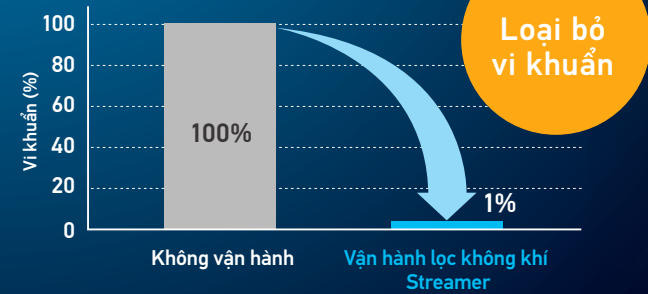 Loại bỏ
vi khuẩn
Vi khuẩn (%)
100
80
60
40
20
0
100%
1%
Không vận hành
Vận hành lọc không khí
Streamer